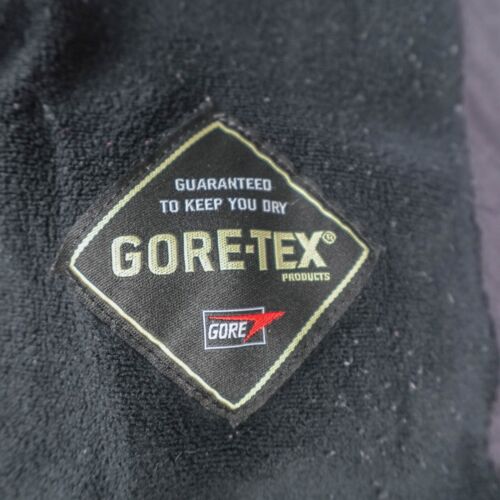 GUARANTEED
TO KEEP YOU DRY
GORE-TEX®
PRODUCTS
GORE